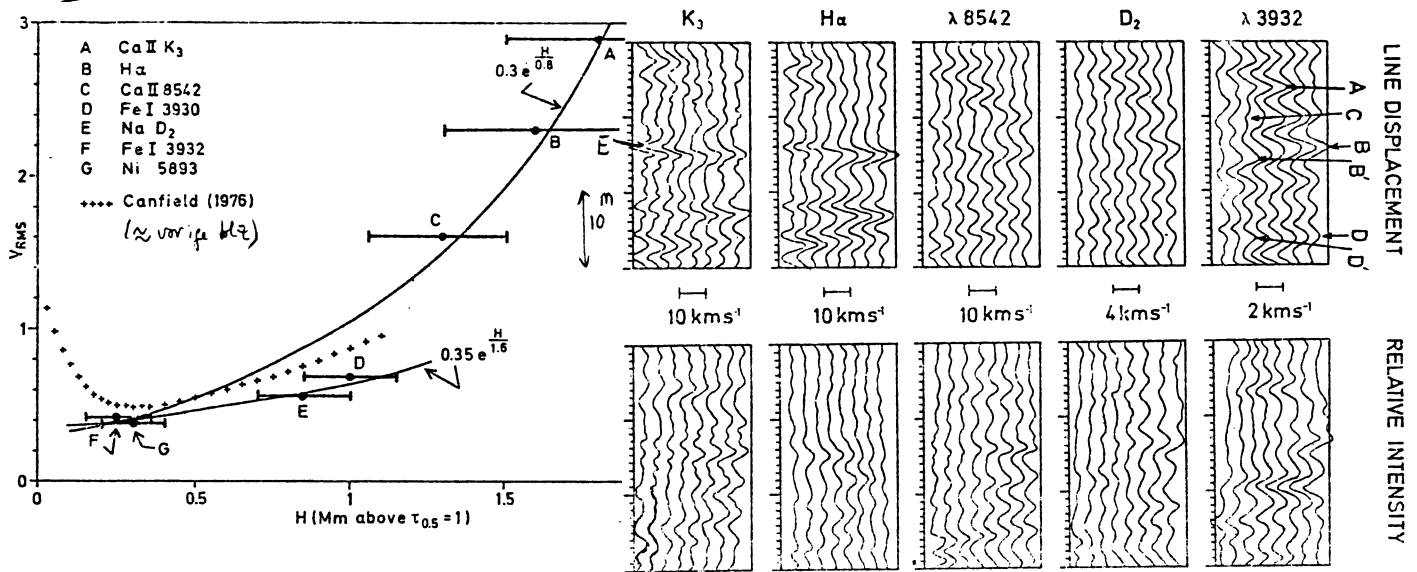 3
2
1
0
V_RMS
A Ca II K₃
B Hα
C Ca II 8542
D Fe I 3930
E Na D₂
F Fe I 3932
G Ni 5893
++++ Canfield (1976)
(≈ vorige blz)
0.3 e^{H/0.8}
0.35 e^{H/1.6}
A
B
C
D
E
F
G
0 0.5 1 1.5
H (Mm above τ₀.₅ = 1)
K₃ Hα λ 8542 D₂ λ 3932
E
m
10
A
C
B
B'
D
D'
LINE DISPLACEMENT
10 kms⁻¹ 10 kms⁻¹ 10 kms⁻¹ 4 kms⁻¹ 2 kms⁻¹
RELATIVE INTENSITY